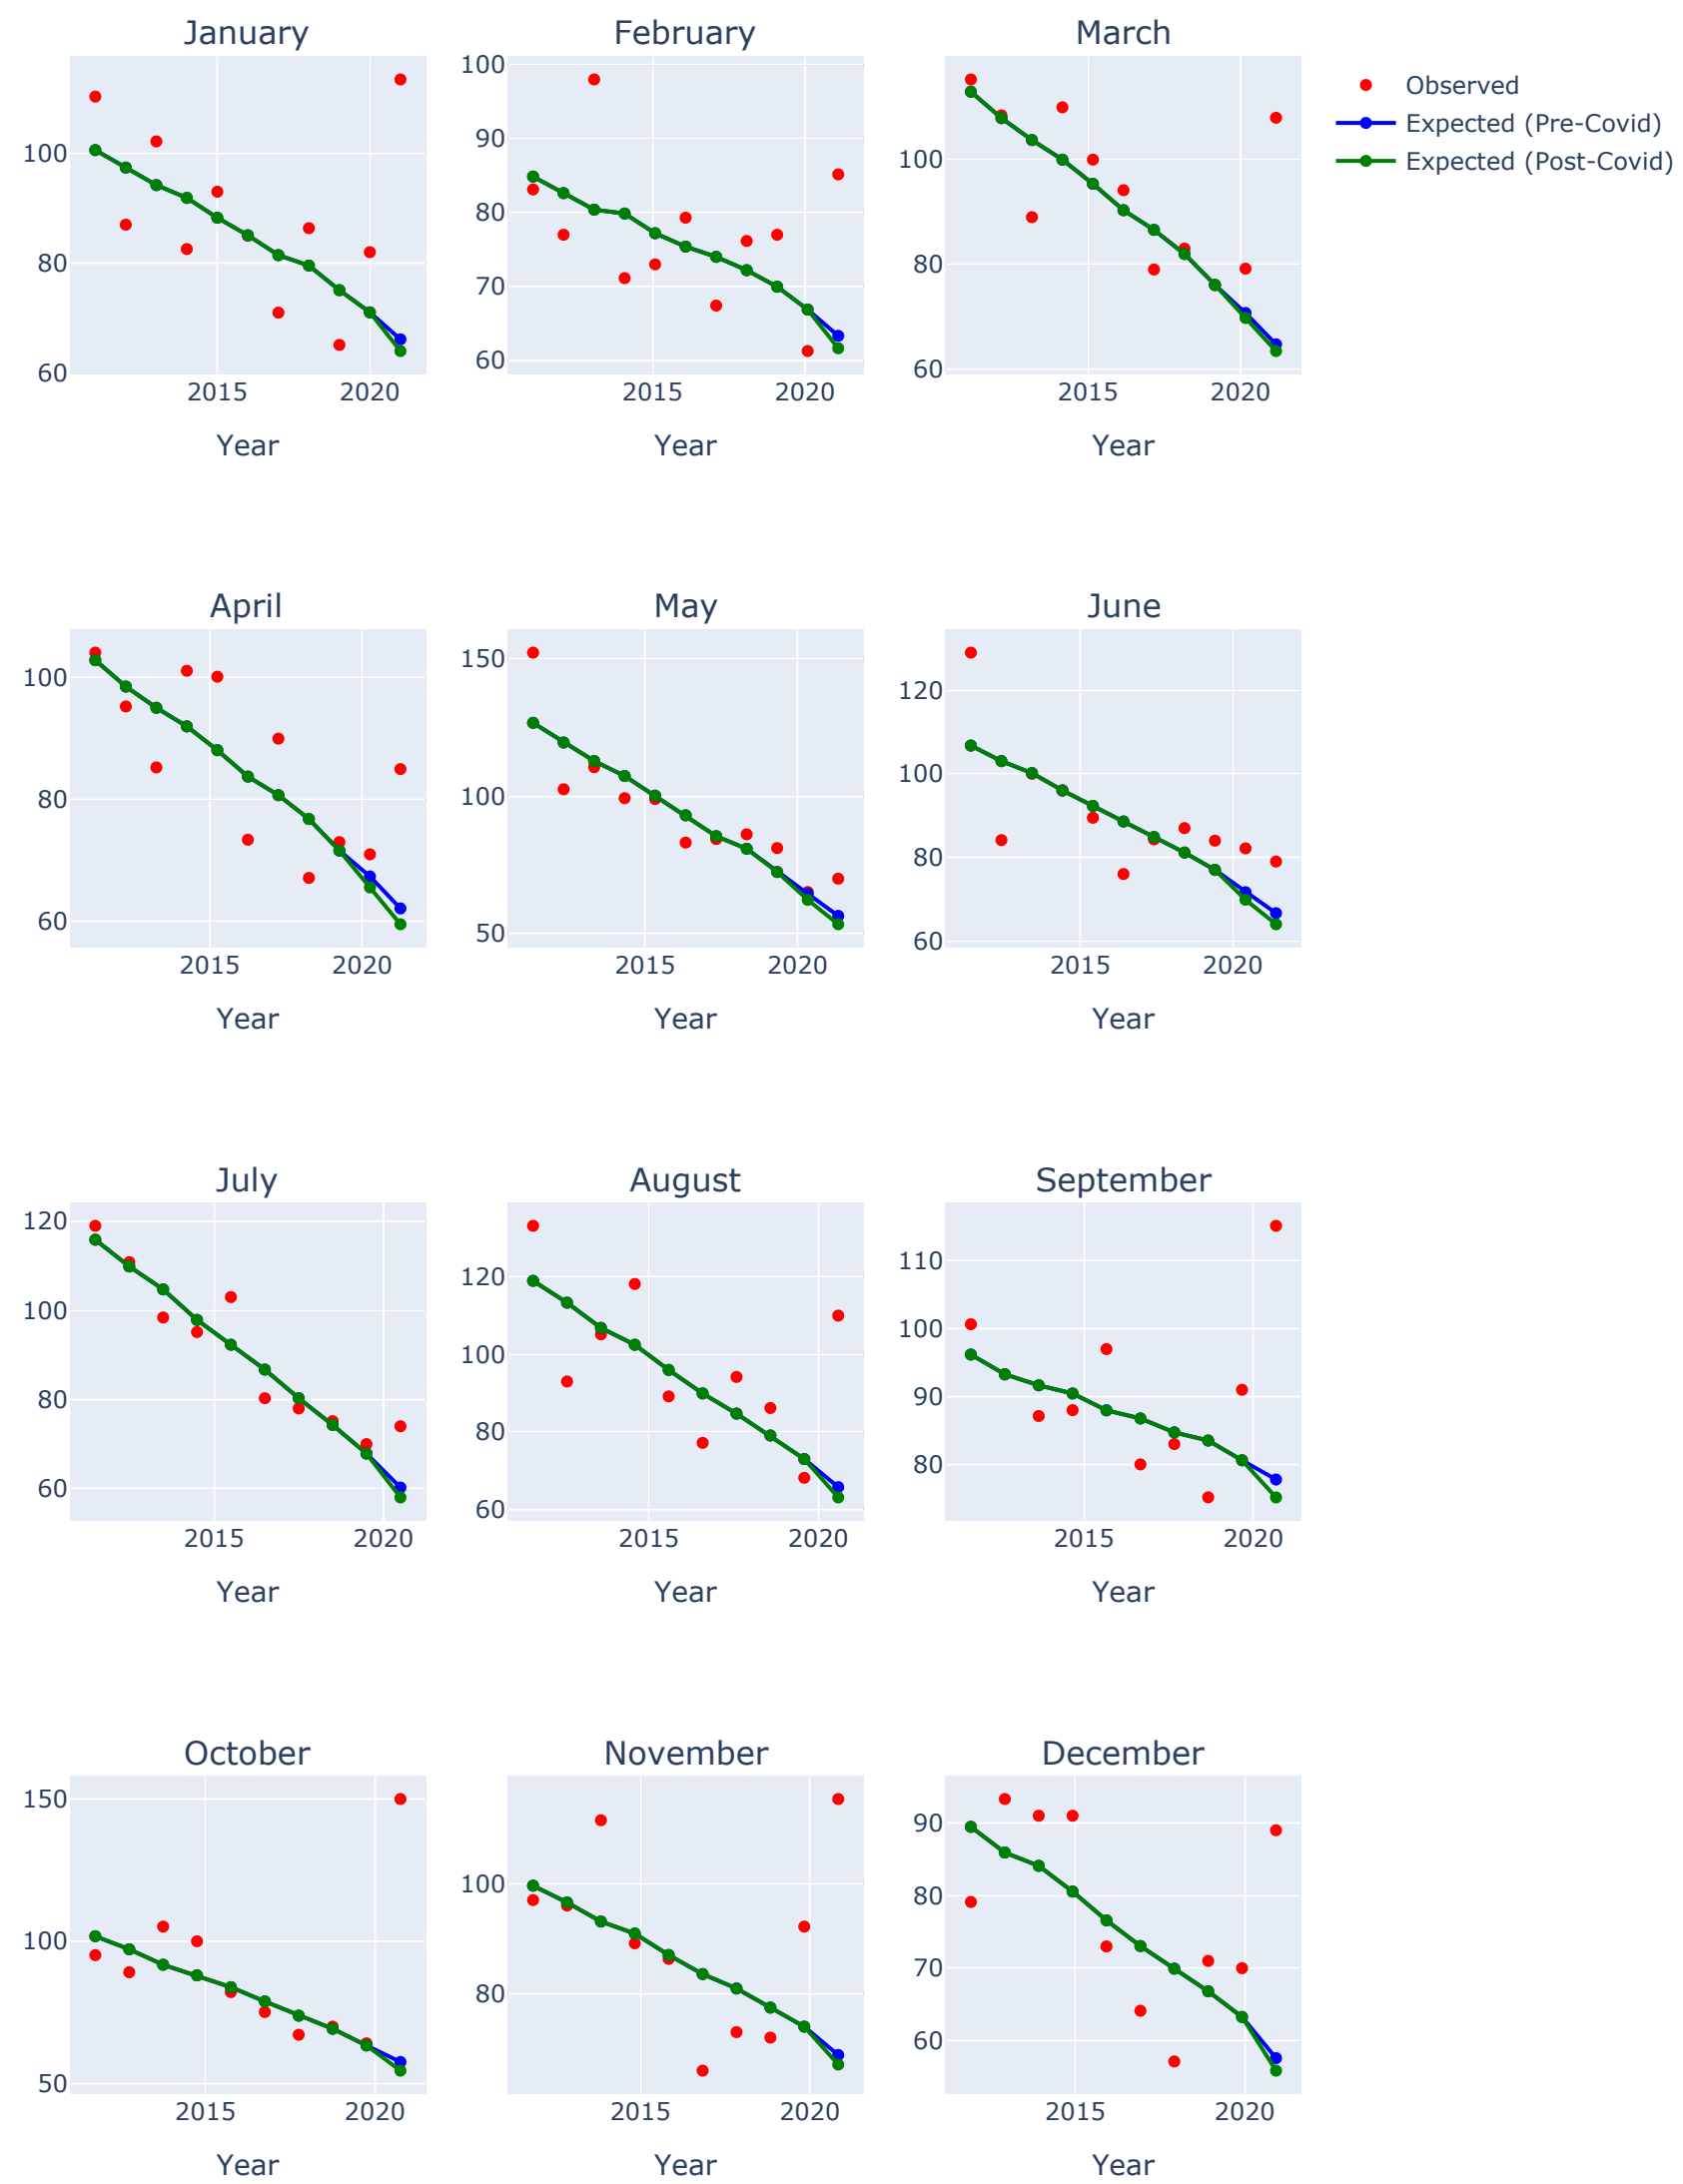 January February March
100
80
60
2015 2020
Year
100
90
80
70
60
2015 2020
Year
100
80
60
2015 2020
Year
Observed
Expected (Pre-Covid)
Expected (Post-Covid)
April May June
100
80
60
2015 2020
Year
150
100
50
2015 2020
Year
120
100
80
60
2015 2020
Year
July August September
120
100
80
60
2015 2020
Year
120
100
80
60
2015 2020
Year
110
100
90
80
2015 2020
Year
October November December
150
100
50
2015 2020
Year
100
80
2015 2020
Year
90
80
70
60
2015 2020
Year